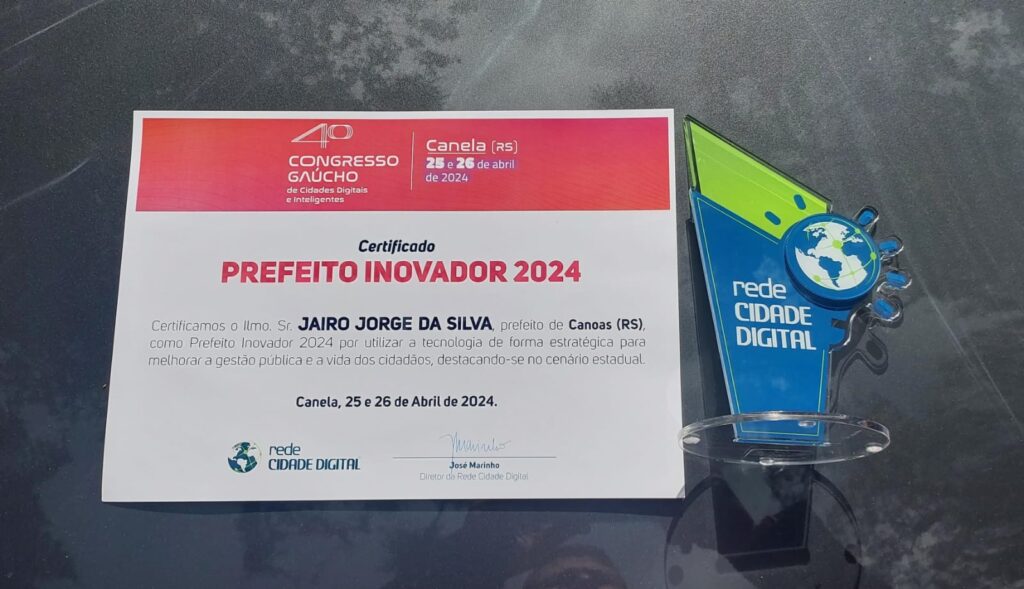 4º
CONGRESSO
GAÚCHO
de Cidades Digitais
e Inteligentes
Canela (RS)
25 e 26 de abril
de 2024
Certificado
PREFEITO INOVADOR 2024
Certificamos o Ilmo. Sr. JAIRO JORGE DA SILVA, prefeito de Canoas (RS),
como Prefeito Inovador 2024 por utilizar a tecnologia de forma estratégica para
melhorar a gestão pública e a vida dos cidadãos, destacando-se no cenário estadual.
Canela, 25 e 26 de Abril de 2024.
rede
CIDADE DIGITAL
JMarinho
José Marinho
Diretor da Rede Cidade Digital
rede
CIDADE
DIGITAL